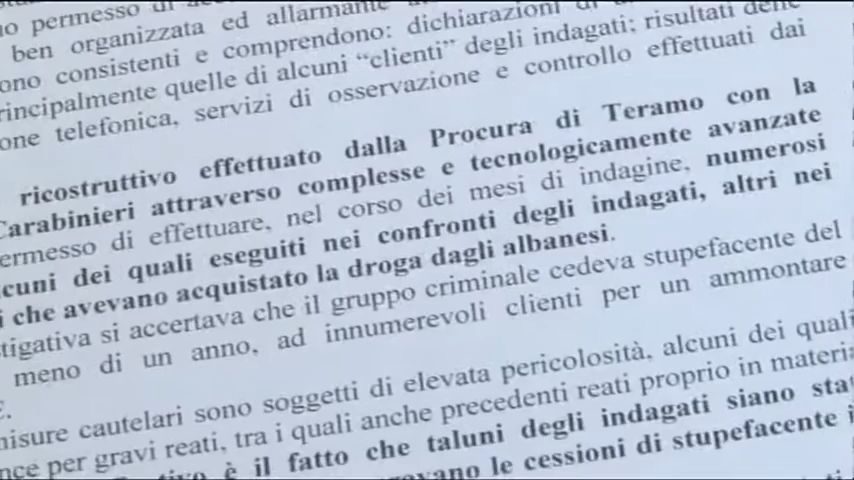 permesso di
ben organizzata ed allarmante
ono consistenti e comprendono: dichiarazioni di
rincipalmente quelle di alcuni “clienti” degli indagati; risultati delle
one telefonica, servizi di osservazione e controllo effettuati dai
ricostruttivo effettuato dalla Procura di Teramo con la
Carabinieri attraverso complesse e tecnologicamente avanzate
ermesso di effettuare, nel corso dei mesi di indagine, numerosi
cuni dei quali eseguiti nei confronti degli indagati, altri nei
i che avevano acquistato la droga dagli albanesi.
tigativa si accertava che il gruppo criminale cedeva stupefacente del
meno di un anno, ad innumerevoli clienti per un ammontare
misure cautelari sono soggetti di elevata pericolosità, alcuni dei quali
nce per gravi reati, tra i quali anche precedenti reati proprio in materia
è il fatto che taluni degli indagati siano stat
le cessioni di stupefacente i